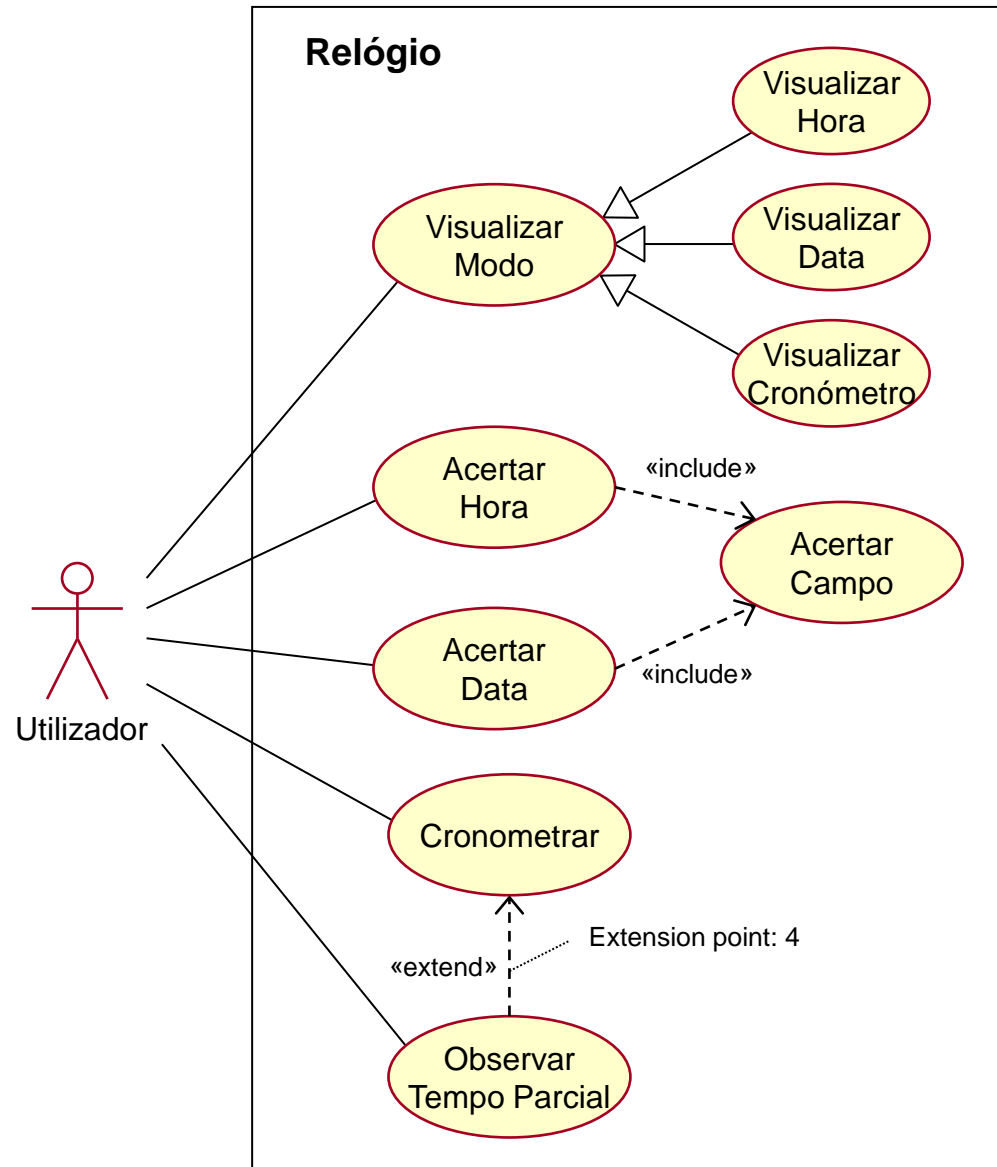 Relógio
Visualizar
Hora
Visualizar
Modo
Visualizar
Data
Visualizar
Cronómetro
Acertar
Hora
«include»
Acertar
Campo
Acertar
Data
«include»
Utilizador
Cronometrar
Extension point: 4
«extend»
Observar
Tempo Parcial